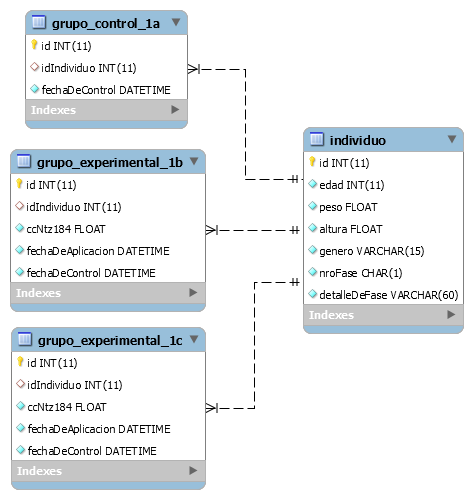 grupo_control_1a
id INT(11)
idIndividuo INT(11)
fechaDeControl DATETIME
Indexes
grupo_experimental_1b
id INT(11)
idIndividuo INT(11)
ccNtz184 FLOAT
fechaDeAplicacion DATETIME
fechaDeControl DATETIME
Indexes
grupo_experimental_1c
id INT(11)
idIndividuo INT(11)
ccNtz184 FLOAT
fechaDeAplicacion DATETIME
fechaDeControl DATETIME
Indexes
individuo
id INT(11)
edad INT(11)
peso FLOAT
altura FLOAT
genero VARCHAR(15)
nroFase CHAR(1)
detalleDeFase VARCHAR(60)
Indexes